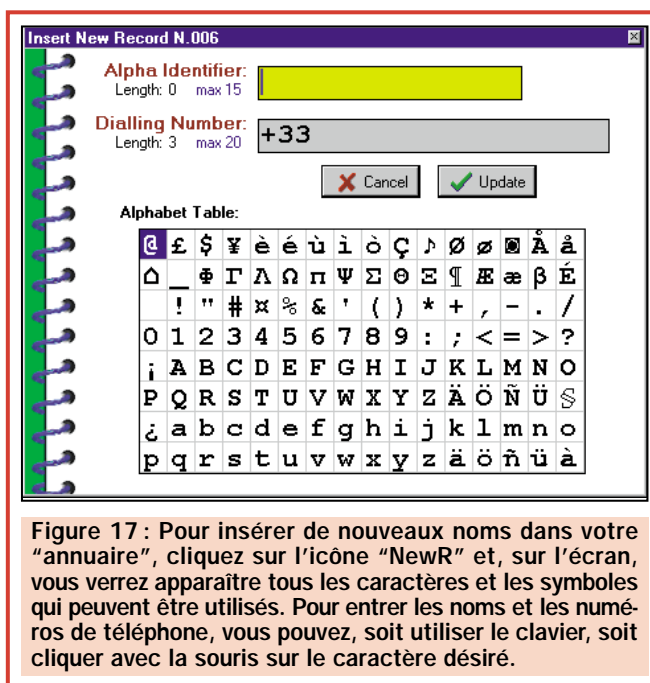 Insert New Record N.006
Alpha Identifier:
Length: 0 max 15
Dialling Number:
Length: 3 max 20
+33
Cancel Update
Alphabet Table:
@ £ $ ¥ è é ù ì ò Ç ♪ Ø ø ◙ Å å
Δ _ Φ Γ Λ Ω π Ψ Σ Θ Ξ ¶ Æ æ β É
! " # ¤ % & ' ( ) * + , - . /
0 1 2 3 4 5 6 7 8 9 : ; < = > ?
¡ A B C D E F G H I J K L M N O
P Q R S T U V W X Y Z Ä Ö Ñ Ü §
¿ a b c d e f g h i j k l m n o
p q r s t u v w x y z ä ö ñ ü à
Figure 17 : Pour insérer de nouveaux noms dans votre
“annuaire”, cliquez sur l’icône “NewR” et, sur l’écran,
vous verrez apparaître tous les caractères et les symboles
qui peuvent être utilisés. Pour entrer les noms et les numé-
ros de téléphone, vous pouvez, soit utiliser le clavier, soit
cliquer avec la souris sur le caractère désiré.